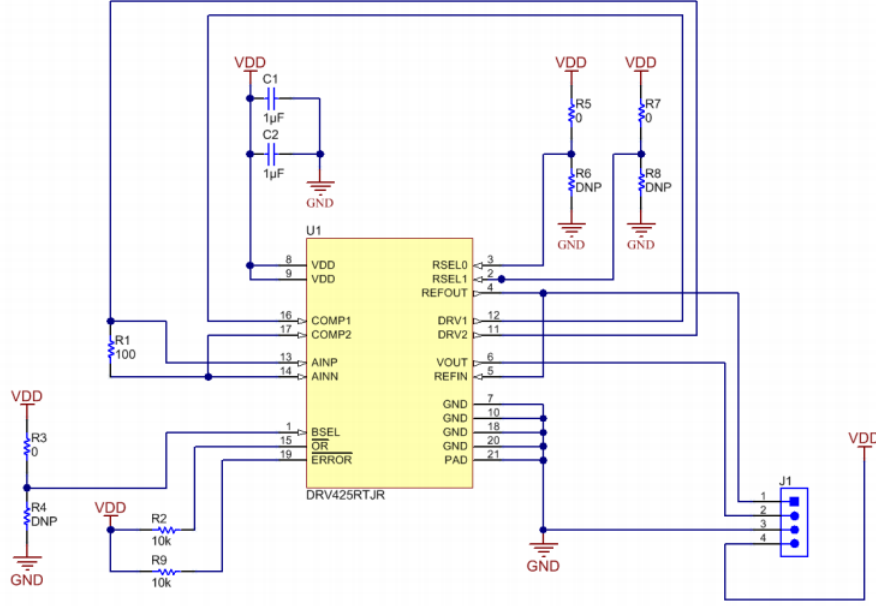 VDD
C1
1µF
C2
1µF
GND
VDD
R5
0
R6
DNP
GND
VDD
R7
0
R8
DNP
GND
U1
8 VDD
9 VDD
16 COMP1
17 COMP2
13 AINP
14 AINN
1 BSEL
15 OR
19 ERROR
RSEL0 3
RSEL1 2
REFOUT 4
DRV1 12
DRV2 11
VOUT 6
REFIN 5
GND 7
GND 10
GND 18
GND 20
PAD 21
DRV425RTJR
R1
100
VDD
R3
0
R4
DNP
GND
VDD
R2
10k
R9
10k
GND
VDD
J1
1
2
3
4